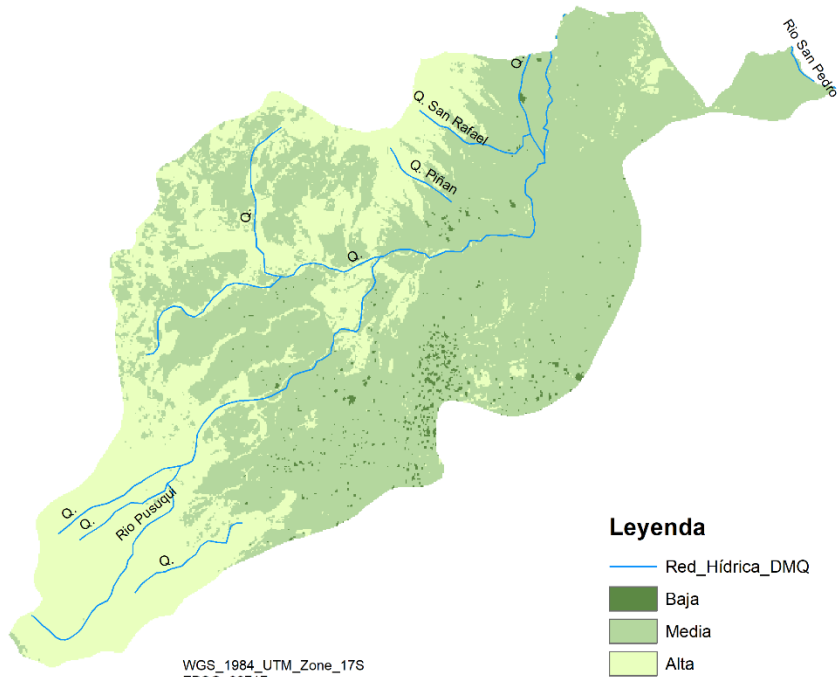 Rio San Pedro
Q.
Q. San Rafael
Q. Piñan
Q.
Q.
Q.
Q.
Rio Pusuqui
Q.
Leyenda
Red_Hídrica_DMQ
Baja
Media
Alta
WGS_1984_UTM_Zone_17S